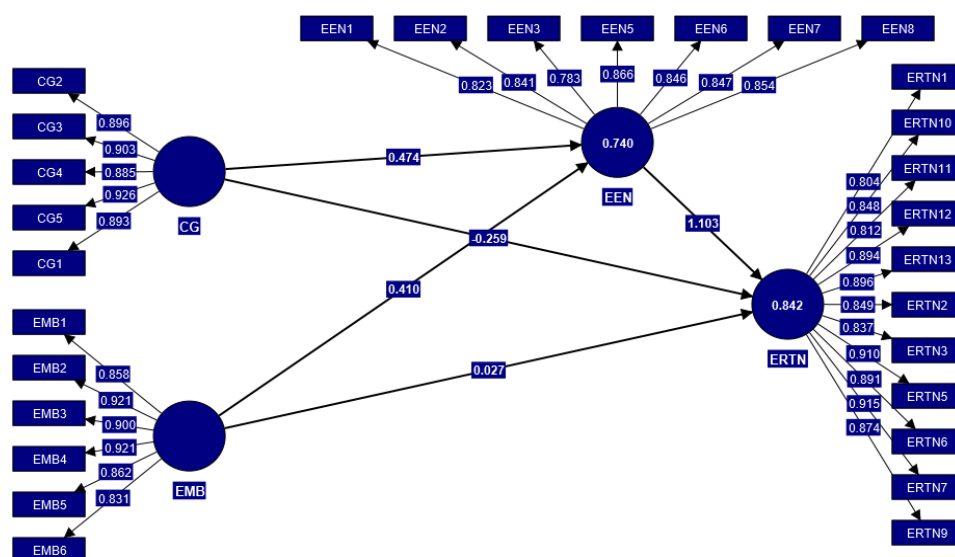 EEN1 EEN2 EEN3 EEN5 EEN6 EEN7 EEN8
0.823 0.841 0.783 0.866 0.846 0.847 0.854
CG2
CG3
CG4
CG5
CG1
0.896
0.903
0.885
0.926
0.893
CG
0.474
0.740
EEN
-0.259
0.410
1.103
0.027
EMB1
EMB2
EMB3
EMB4
EMB5
EMB6
0.858
0.921
0.900
0.921
0.862
0.831
EMB
0.842
ERTN
0.804
0.848
0.812
0.894
0.896
0.849
0.837
0.910
0.891
0.915
0.874
ERTN1
ERTN10
ERTN11
ERTN12
ERTN13
ERTN2
ERTN3
ERTN5
ERTN6
ERTN7
ERTN9